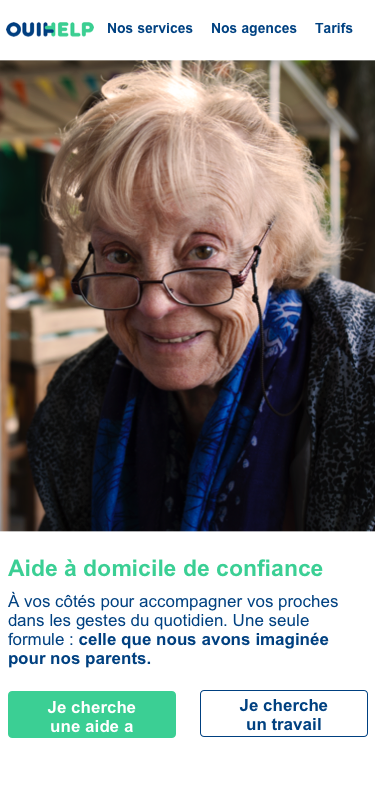 OUIHELP Nos services Nos agences Tarifs
Aide à domicile de confiance
À vos côtés pour accompagner vos proches
dans les gestes du quotidien. Une seule
formule : celle que nous avons imaginée
pour nos parents.
Je cherche
une aide a
Je cherche
un travail